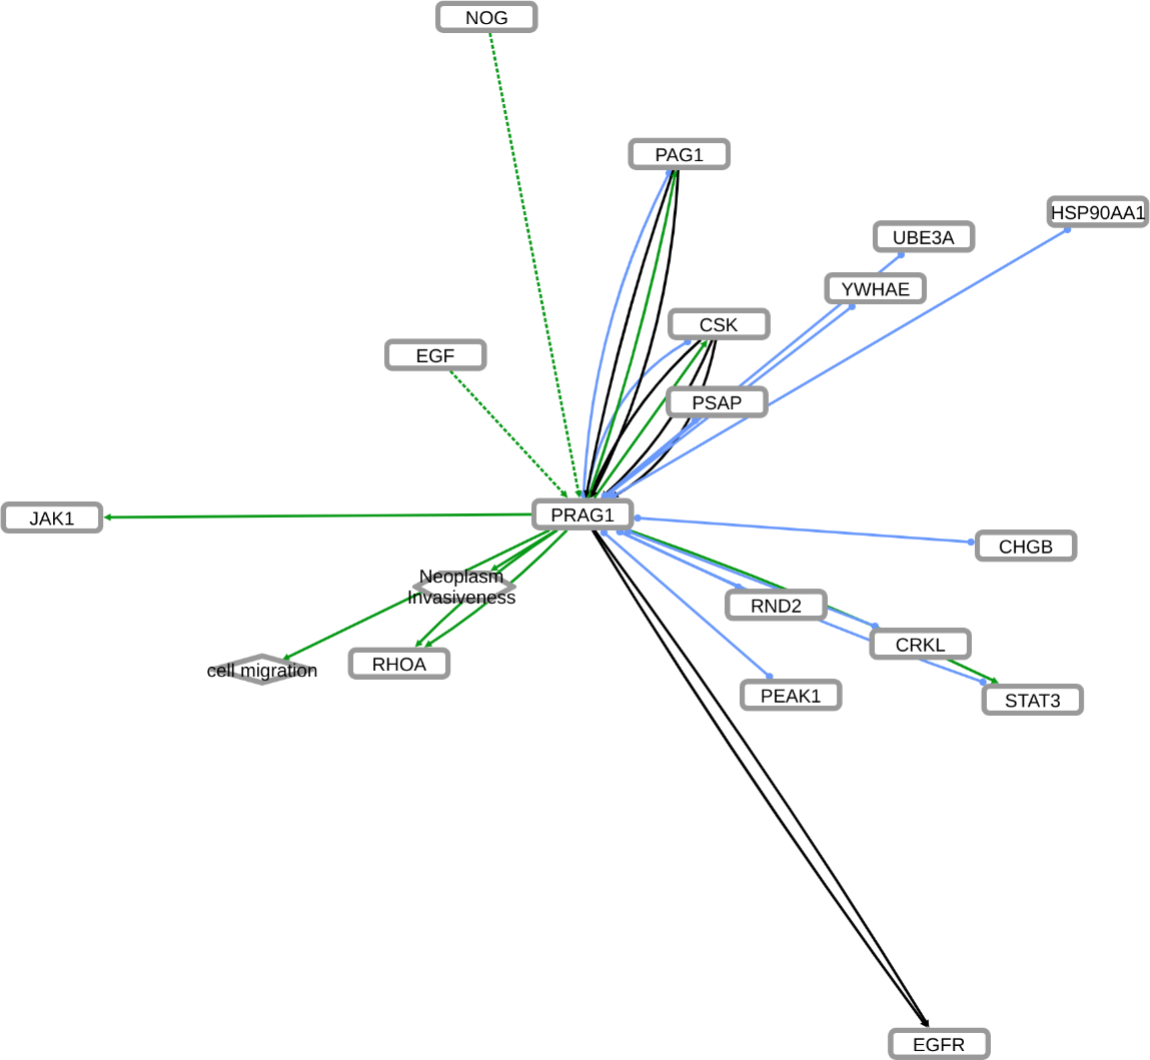 NOG
PAG1
HSP90AA1
UBE3A
YWHAE
CSK
EGF
PSAP
PRAG1
JAK1
CHGB
Neoplasm
Invasiveness
RND2
CRKL
RHOA
cell migration
PEAK1
STAT3
EGFR